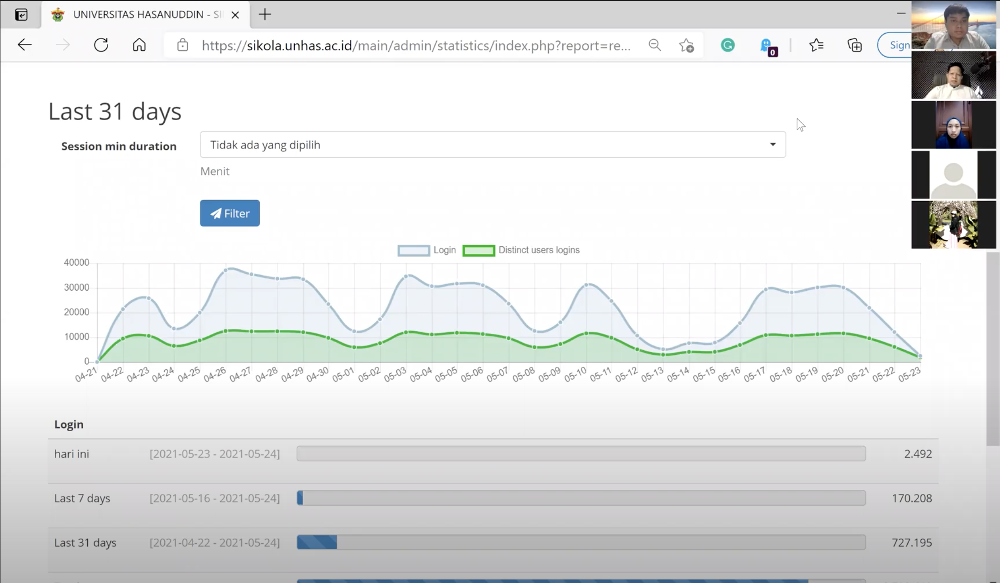 UNIVERSITAS HASANUDDIN - SI
https://sikola.unhas.ac.id/main/admin/statistics/index.php?report=re...
0
Sign
Last 31 days
Session min duration
Tidak ada yang dipilih
Menit
Filter
Login Distinct users logins
40000
30000
20000
10000
0
04-21 04-22 04-23 04-24 04-25 04-26 04-27 04-28 04-29 04-30 05-01 05-02 05-03 05-04 05-05 05-06 05-07 05-08 05-09 05-10 05-11 05-12 05-13 05-14 05-15 05-16 05-17 05-18 05-19 05-20 05-21 05-22 05-23
Login
hari ini [2021-05-23 - 2021-05-24] 2.492
Last 7 days [2021-05-16 - 2021-05-24] 170.208
Last 31 days [2021-04-22 - 2021-05-24] 727.195